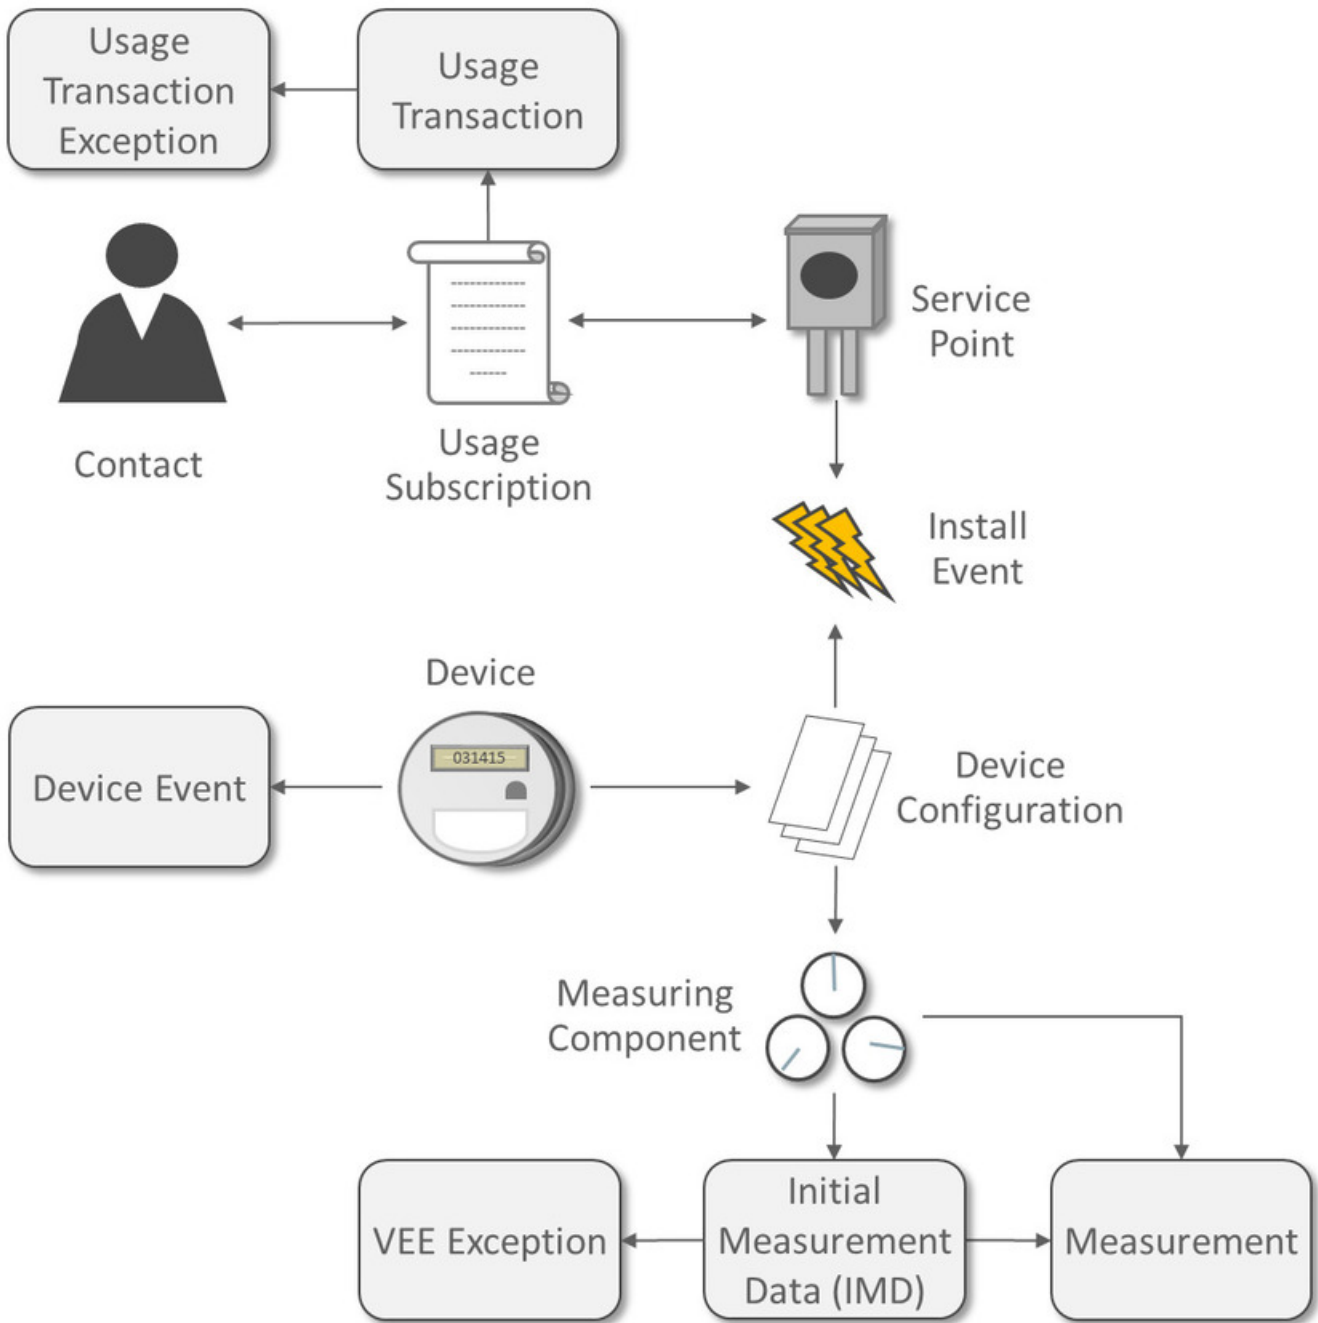 Usage
Transaction
Exception
Usage
Transaction
Service
Point
Contact
Usage
Subscription
Install
Event
Device
031415
Device Event
Device
Configuration
Measuring
Component
VEE Exception
Initial
Measurement
Data (IMD)
Measurement